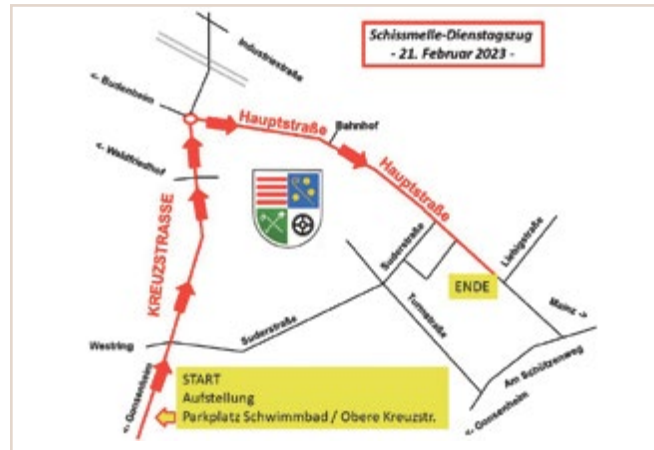 Schissmelle-Dienstagszug
- 21. Februar 2023 -
Industriestraße
<- Budenheim
Hauptstraße
Bahnhof
<- Waldfriedhof
Hauptstraße
KREUZSTRASSE
Suderstraße
Liebigstraße
ENDE
Mainz ->
Turmstraße
Westring
Suderstraße
Am Schützenweg
<- Gonsenheim
START
Aufstellung
Parkplatz Schwimmbad / Obere Kreuzstr.
<- Gonsenheim